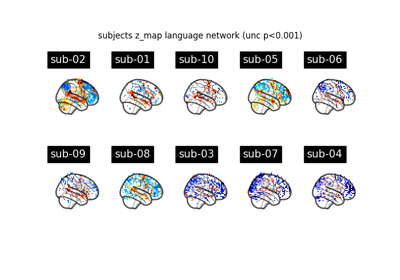 subjects z_map language network (unc p<0.001)
sub-02 sub-01 sub-10 sub-05 sub-06
sub-09 sub-08 sub-03 sub-07 sub-04